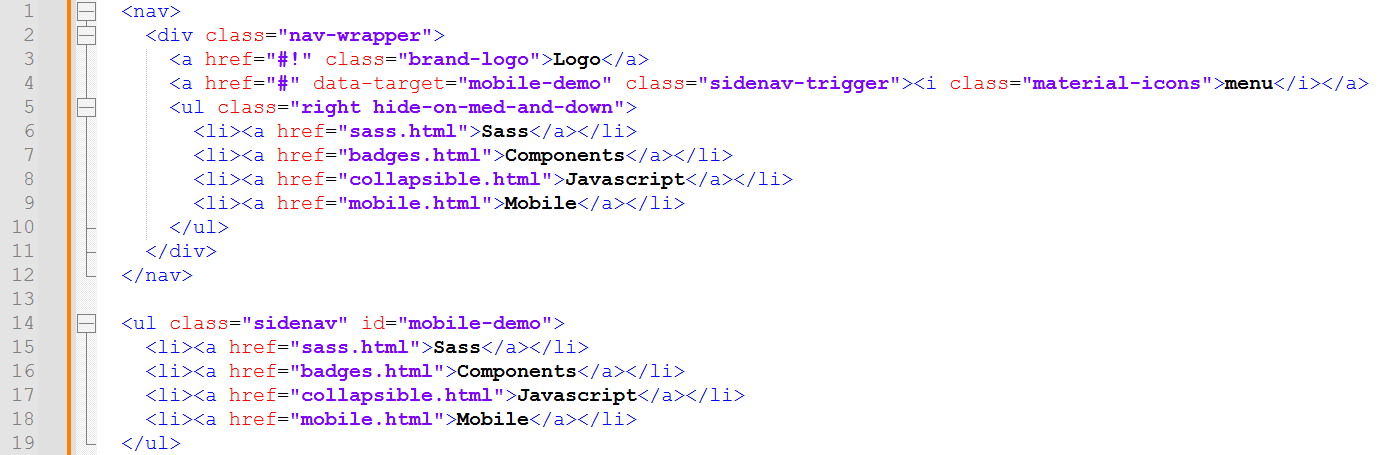 1 <nav>
2 <div class="nav-wrapper">
3 <a href="#!" class="brand-logo">Logo</a>
4 <a href="#" data-target="mobile-demo" class="sidenav-trigger"><i class="material-icons">menu</i></a>
5 <ul class="right hide-on-med-and-down">
6 <li><a href="sass.html">Sass</a></li>
7 <li><a href="badges.html">Components</a></li>
8 <li><a href="collapsible.html">Javascript</a></li>
9 <li><a href="mobile.html">Mobile</a></li>
10 </ul>
11 </div>
12 </nav>
13
14 <ul class="sidenav" id="mobile-demo">
15 <li><a href="sass.html">Sass</a></li>
16 <li><a href="badges.html">Components</a></li>
17 <li><a href="collapsible.html">Javascript</a></li>
18 <li><a href="mobile.html">Mobile</a></li>
19 </ul>